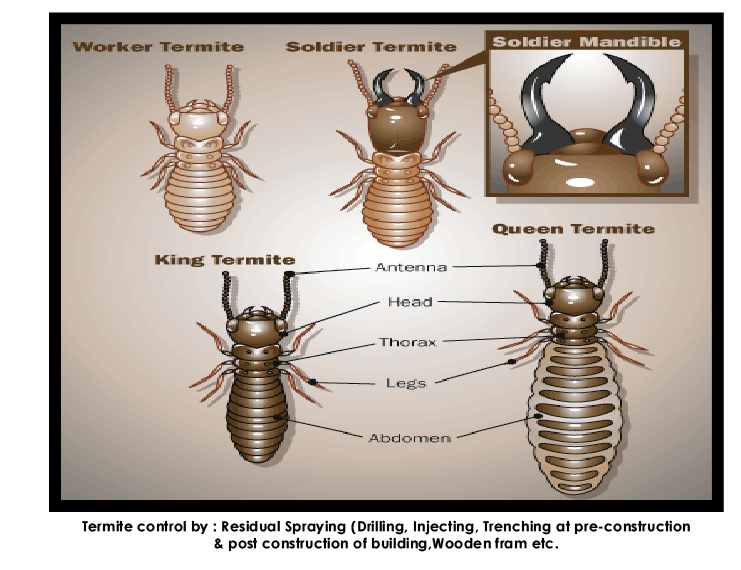 Worker Termite
Soldier Termite
Soldier Mandible
Queen Termite
King Termite
Antenna
Head
Thorax
Legs
Abdomen
Termite control by : Residual Spraying (Drilling, Injecting, Trenching at pre-construction
& post construction of building,Wooden fram etc.